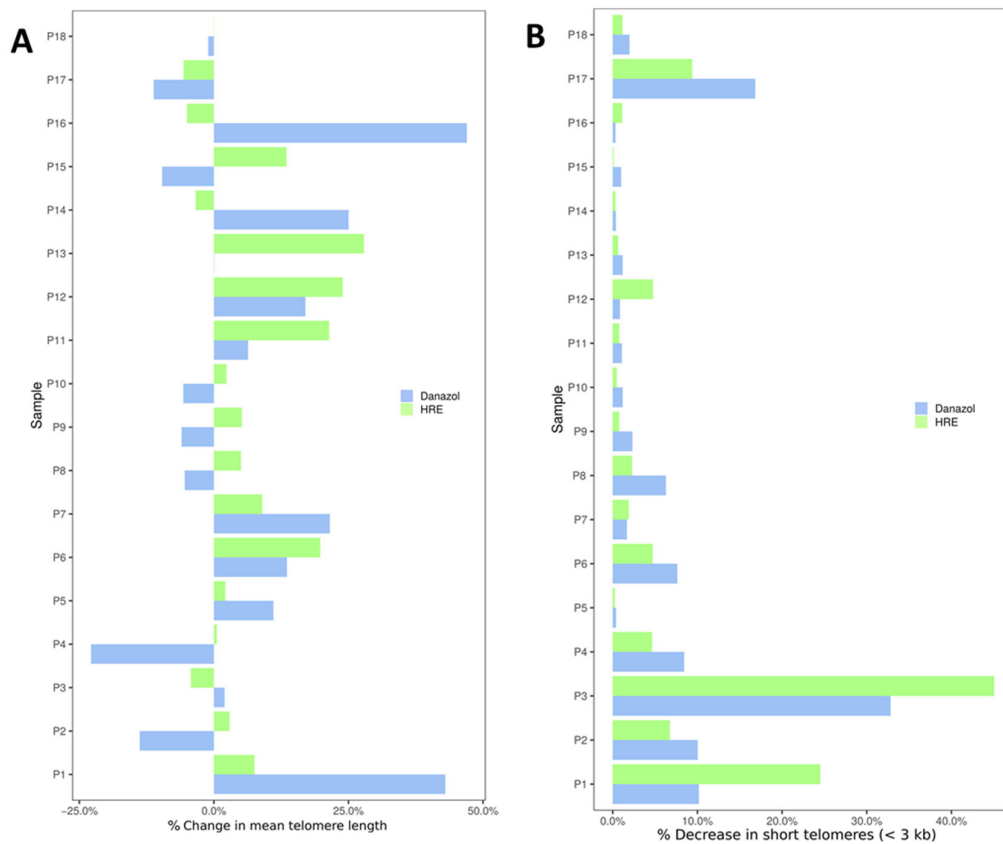 A
P18
P17
P16
P15
P14
P13
P12
P11
P10
P9
P8
P7
P6
P5
P4
P3
P2
P1
Sample
Danazol
HRE
−25.0%
0.0%
25.0%
50.0%
% Change in mean telomere length
B
P18
P17
P16
P15
P14
P13
P12
P11
P10
P9
P8
P7
P6
P5
P4
P3
P2
P1
Sample
Danazol
HRE
0.0%
10.0%
20.0%
30.0%
40.0%
% Decrease in short telomeres (< 3 kb)